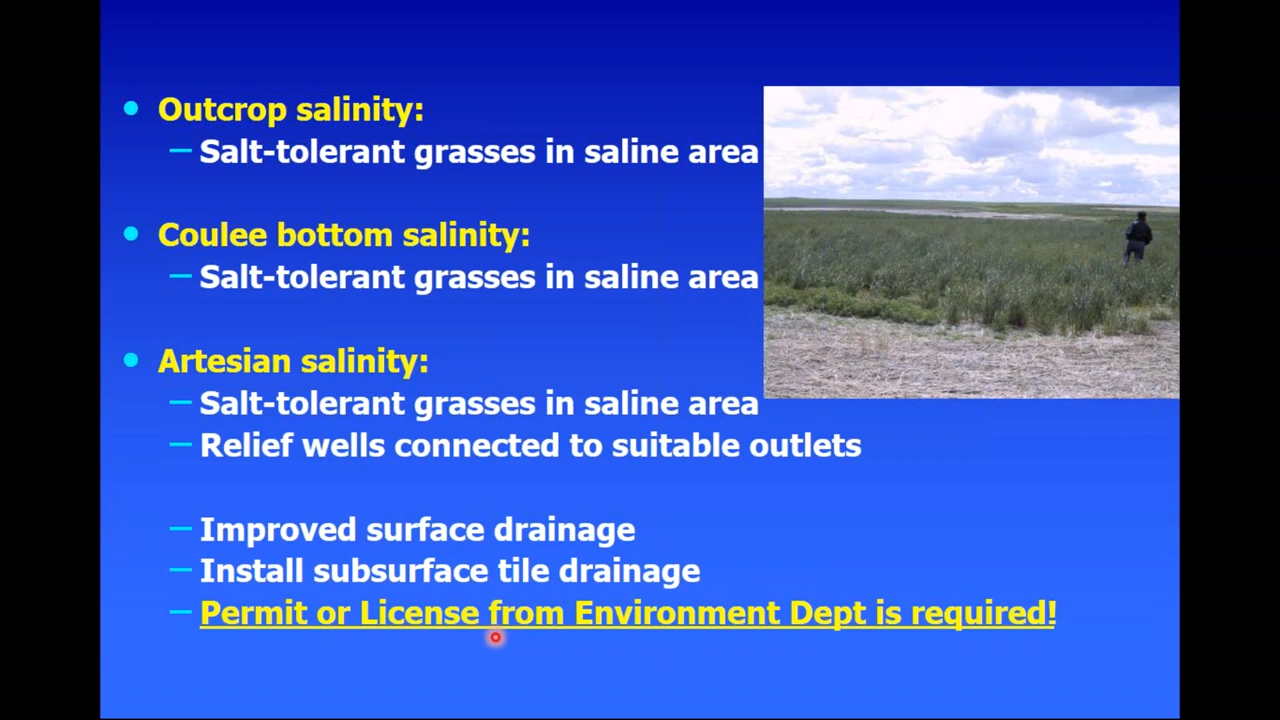 Outcrop salinity:
– Salt-tolerant grasses in saline area
Coulee bottom salinity:
– Salt-tolerant grasses in saline area
Artesian salinity:
– Salt-tolerant grasses in saline area
– Relief wells connected to suitable outlets
– Improved surface drainage
– Install subsurface tile drainage
– Permit or License from Environment Dept is required!